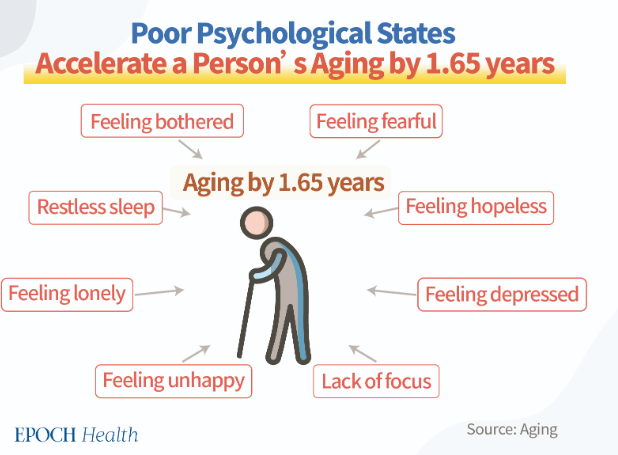 Poor Psychological States
Accelerate a Person's Aging by 1.65 years
Feeling bothered
Feeling fearful
Aging by 1.65 years
Restless sleep
Feeling hopeless
Feeling lonely
Feeling depressed
Feeling unhappy
Lack of focus
EPOCH Health
Source: Aging